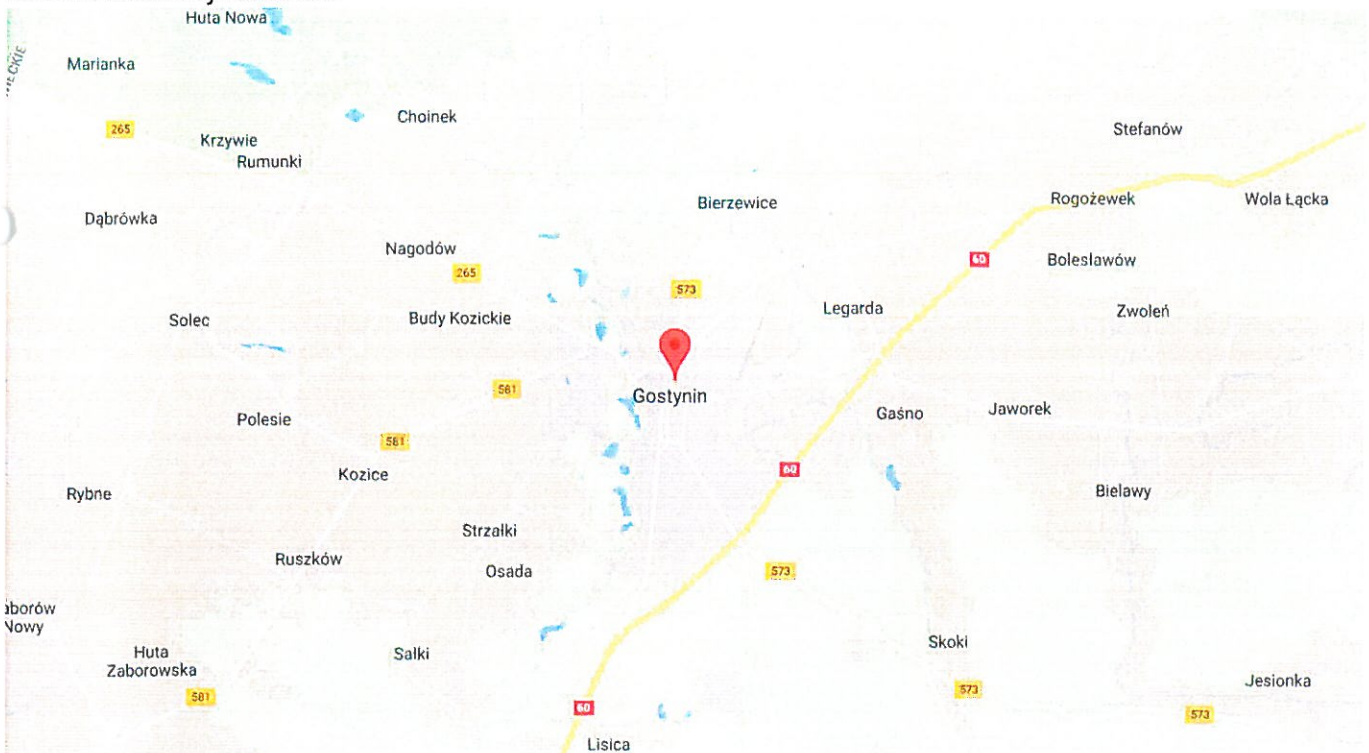 Huta Nowa
Marianka
265
Choinek
Krzywie
Rumunki
Stefanów
Dąbrówka
Bierzewice
Rogożewek
Wola Łącka
Nagodów
265
60
Bolesławów
573
Solec
Budy Kozickie
Legarda
Zwoleń
581
Gostynin
Polesie
Gaśno
Jaworek
581
Kozice
60
Rybne
Bielawy
Strzałki
Ruszków
Osada
573
aborów
Nowy
Huta
Zaborowska
Sałki
Skoki
581
573
Jesionka
60
573
Lisica